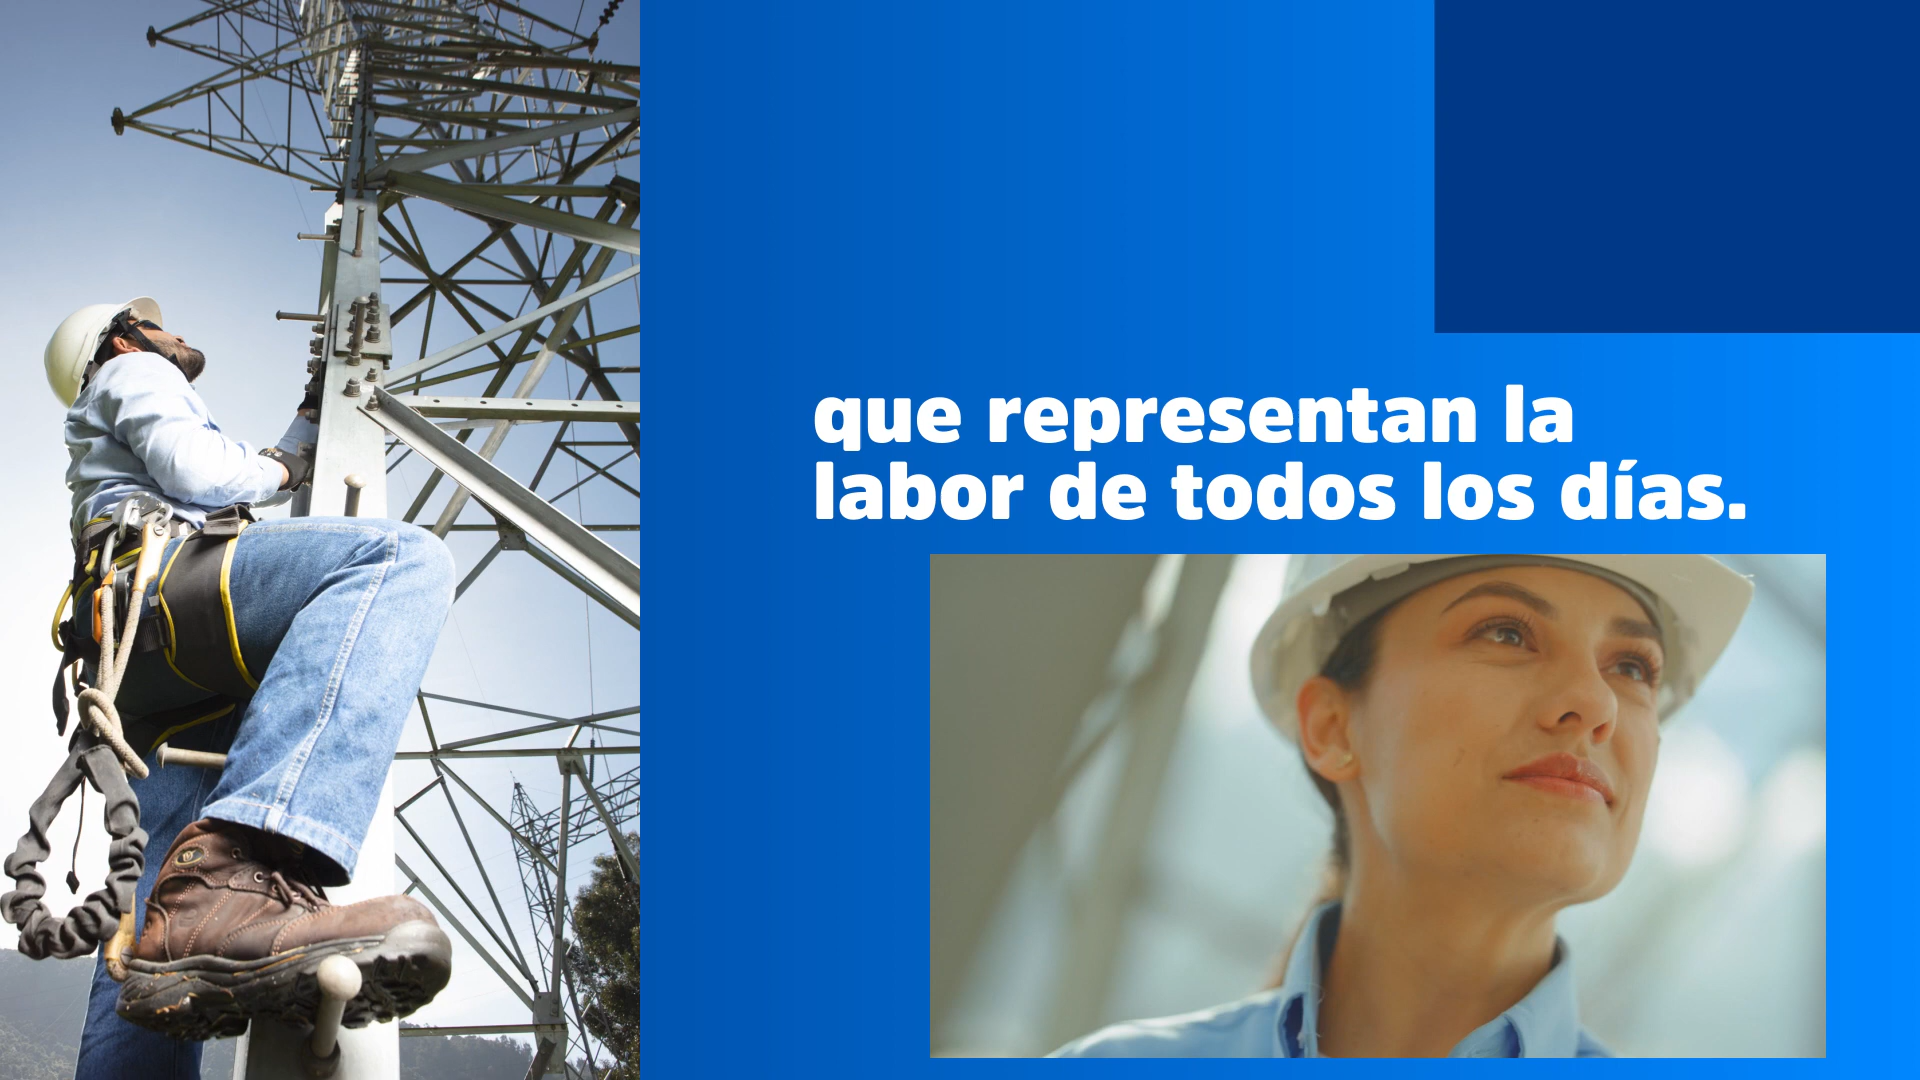 que representan la
labor de todos los días.